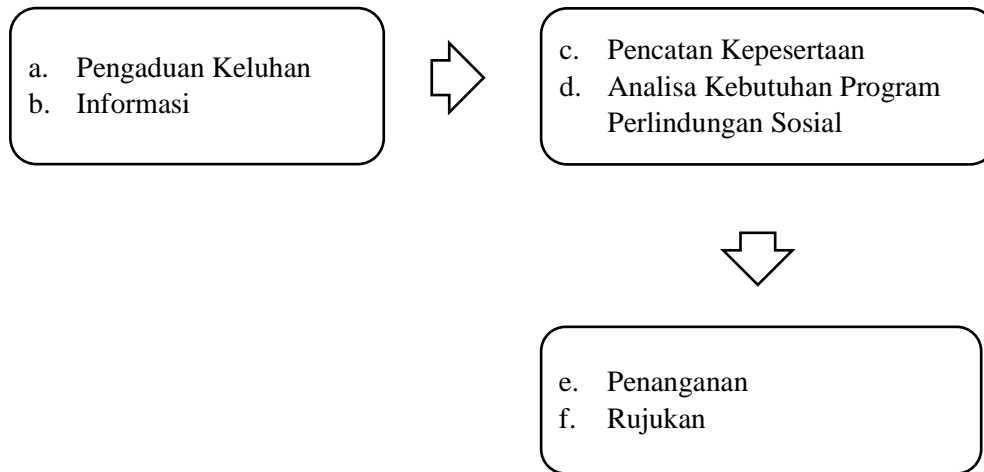 a. Pengaduan Keluhan
b. Informasi
c. Pencatan Kepesertaan
d. Analisa Kebutuhan Program
Perlindungan Sosial
e. Penanganan
f. Rujukan